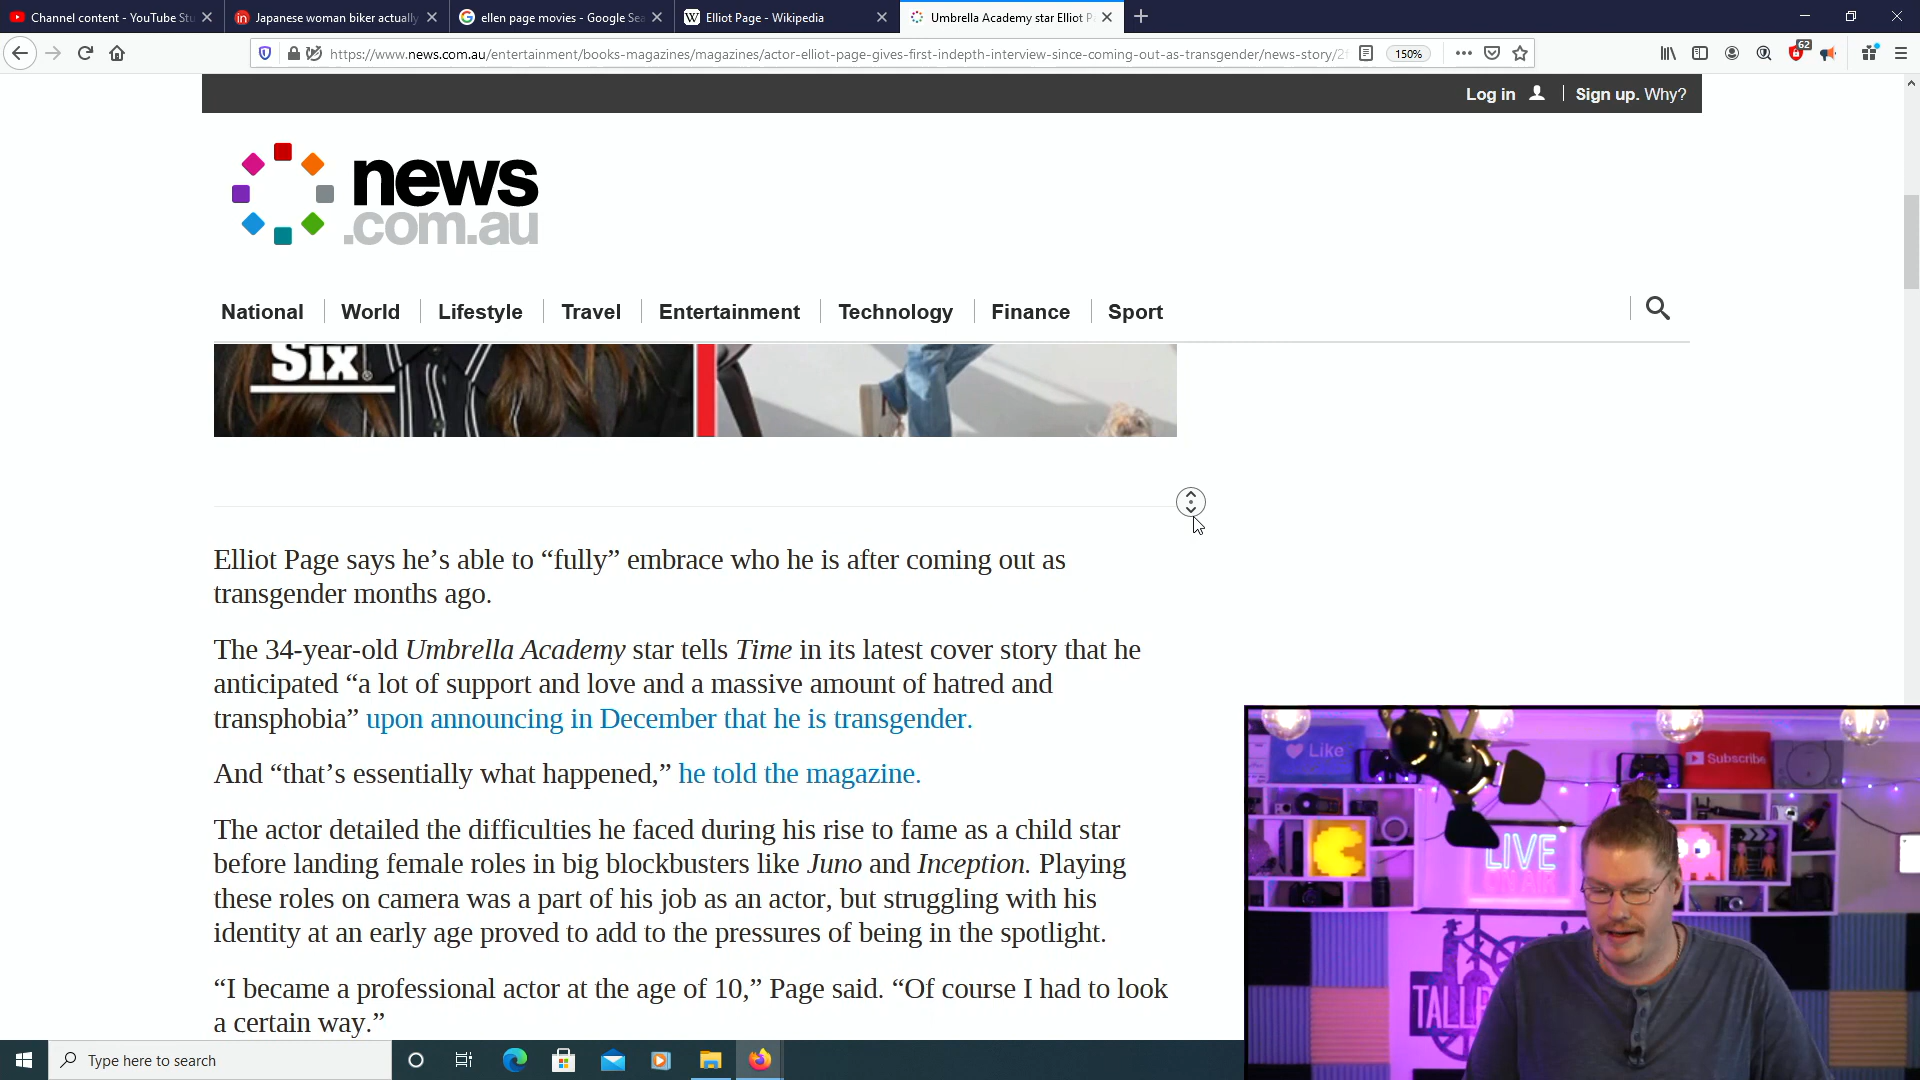 Channel content - YouTube Stu
Japanese woman biker actually
ellen page movies - Google Sea
Elliot Page - Wikipedia
Umbrella Academy star Elliot P
https://www.news.com.au/entertainment/books-magazines/magazines/actor-elliot-page-gives-first-indepth-interview-since-coming-out-as-transgender/news-story/2f
150%
62
Log in
Sign up. Why?
news
.com.au
National
World
Lifestyle
Travel
Entertainment
Technology
Finance
Sport
Six®
Elliot Page says he’s able to “fully” embrace who he is after coming out as
transgender months ago.
The 34-year-old Umbrella Academy star tells Time in its latest cover story that he
anticipated “a lot of support and love and a massive amount of hatred and
transphobia” upon announcing in December that he is transgender.
And “that’s essentially what happened,” he told the magazine.
The actor detailed the difficulties he faced during his rise to fame as a child star
before landing female roles in big blockbusters like Juno and Inception. Playing
these roles on camera was a part of his job as an actor, but struggling with his
identity at an early age proved to add to the pressures of being in the spotlight.
“I became a professional actor at the age of 10,” Page said. “Of course I had to look
a certain way.”
Like
Subscribe
LIVE
ON AIR
Type here to search